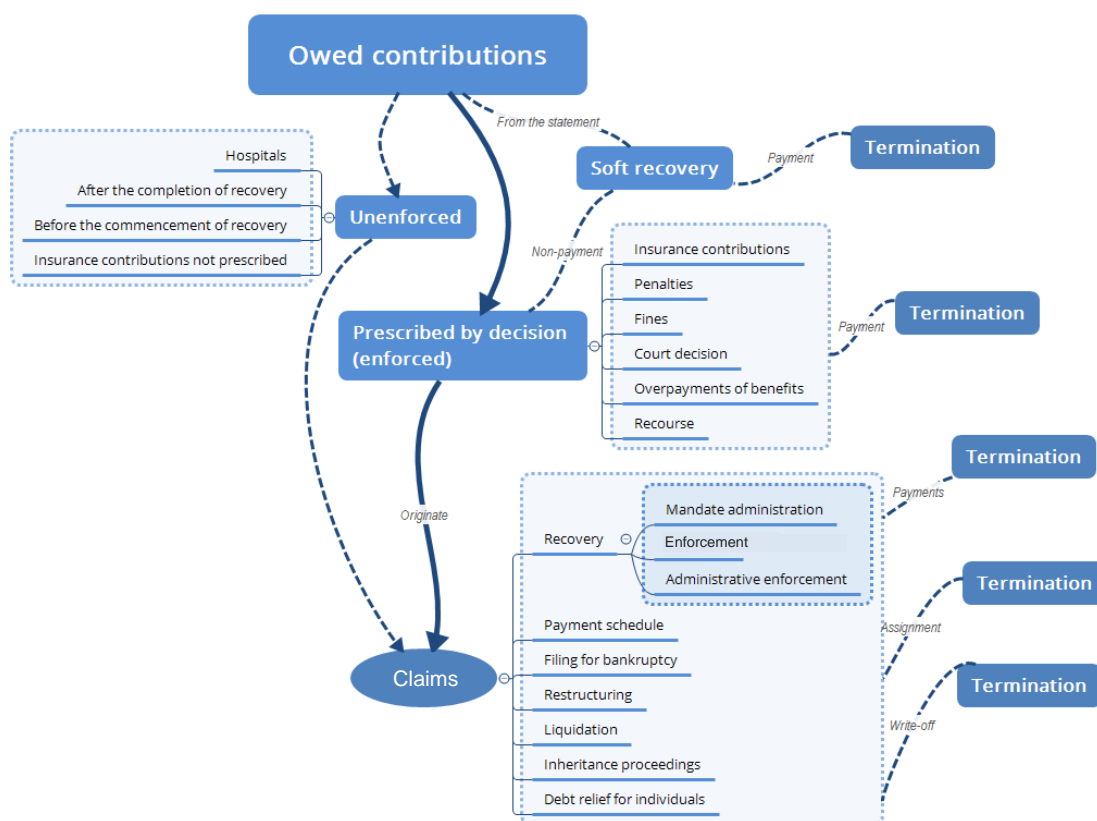 Owed contributions
From the statement
Soft recovery
Payment
Termination
Hospitals
After the completion of recovery
Before the commencement of recovery
Insurance contributions not prescribed
Unenforced
Non-payment
Prescribed by decision
(enforced)
Insurance contributions
Penalties
Fines
Court decision
Overpayments of benefits
Recourse
Payment
Termination
Originate
Claims
Recovery
Mandate administration
Enforcement
Administrative enforcement
Payment schedule
Filing for bankruptcy
Restructuring
Liquidation
Inheritance proceedings
Debt relief for individuals
Payments
Termination
Assignment
Termination
Write-off
Termination